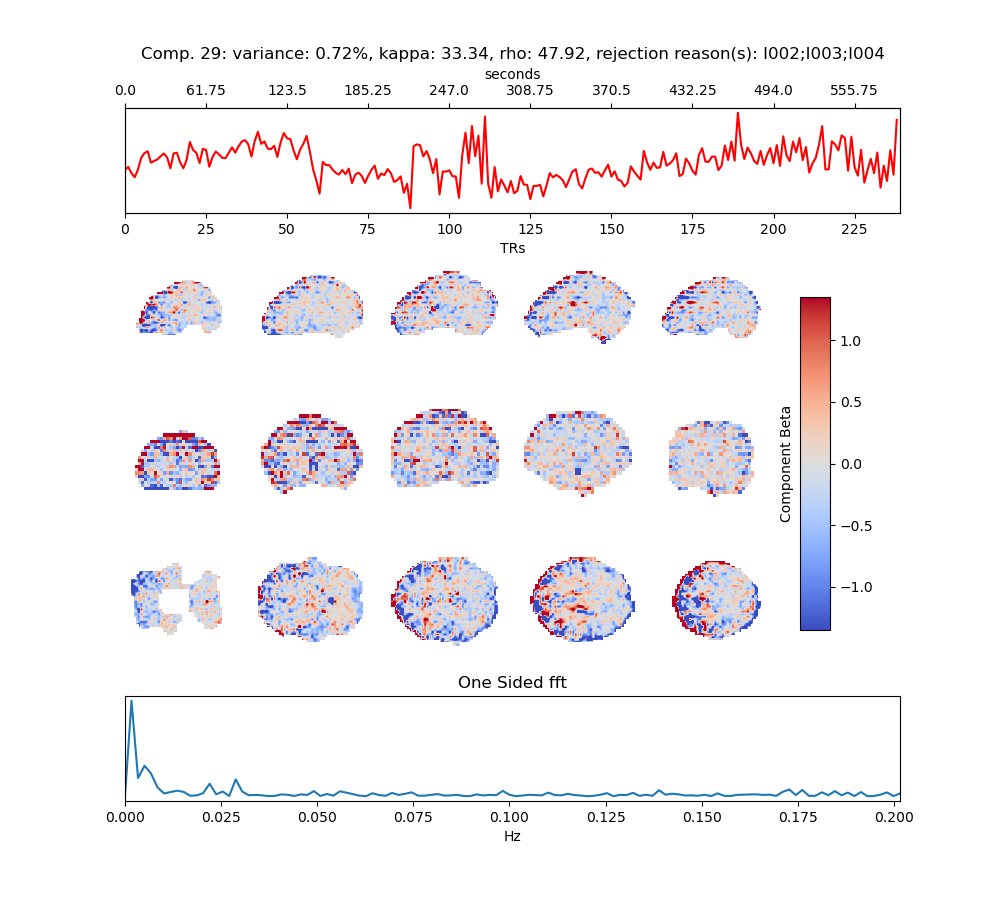 Comp. 29: variance: 0.72%, kappa: 33.34, rho: 47.92, rejection reason(s): I002;I003;I004
seconds
0.0 61.75 123.5 185.25 247.0 308.75 370.5 432.25 494.0 555.75
0 25 50 75 100 125 150 175 200 225
TRs
1.0
0.5
0.0
−0.5
−1.0
Component Beta
One Sided fft
0.000 0.025 0.050 0.075 0.100 0.125 0.150 0.175 0.200
Hz